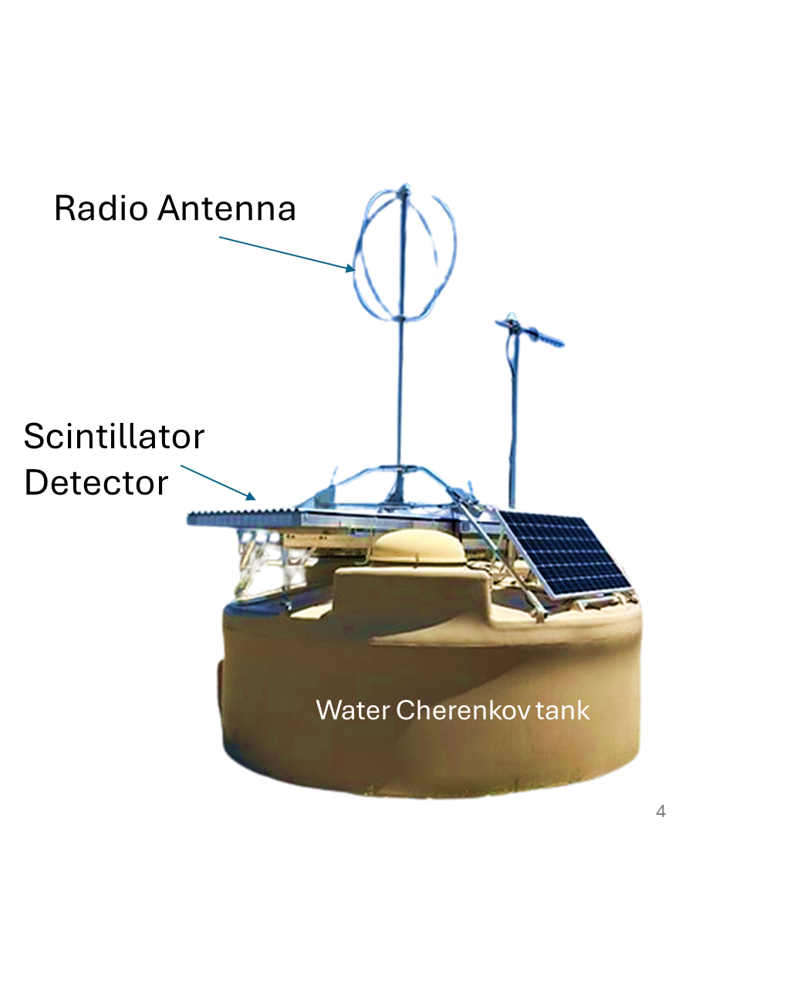 Radio Antenna
Scintillator
Detector
Water Cherenkov tank
4